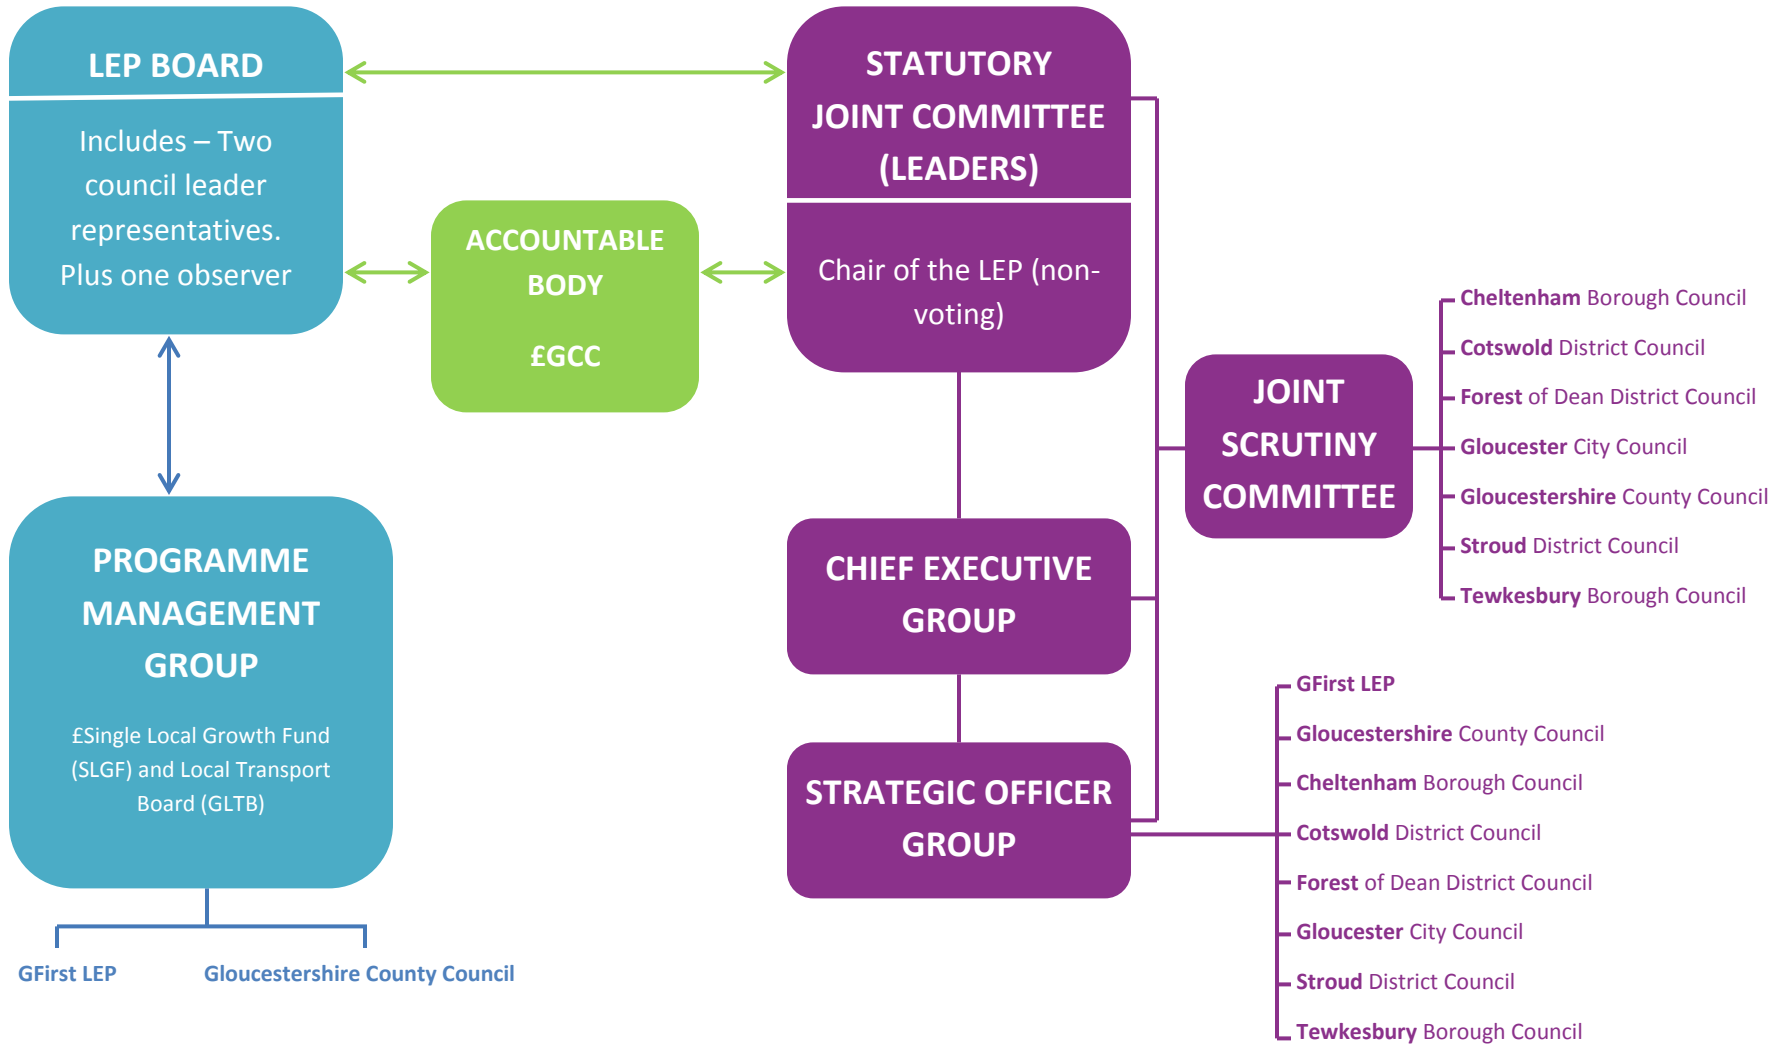 LEP BOARD
Includes – Two
council leader
representatives.
Plus one observer
STATUTORY
JOINT COMMITTEE
(LEADERS)
Chair of the LEP (non-
voting)
ACCOUNTABLE
BODY
£GCC
JOINT
SCRUTINY
COMMITTEE
Cheltenham Borough Council
Cotswold District Council
Forest of Dean District Council
Gloucester City Council
Gloucestershire County Council
Stroud District Council
Tewkesbury Borough Council
PROGRAMME
MANAGEMENT
GROUP
£Single Local Growth Fund
(SLGF) and Local Transport
Board (GLTB)
GFirst LEP
Gloucestershire County Council
CHIEF EXECUTIVE
GROUP
STRATEGIC OFFICER
GROUP
GFirst LEP
Gloucestershire County Council
Cheltenham Borough Council
Cotswold District Council
Forest of Dean District Council
Gloucester City Council
Stroud District Council
Tewkesbury Borough Council